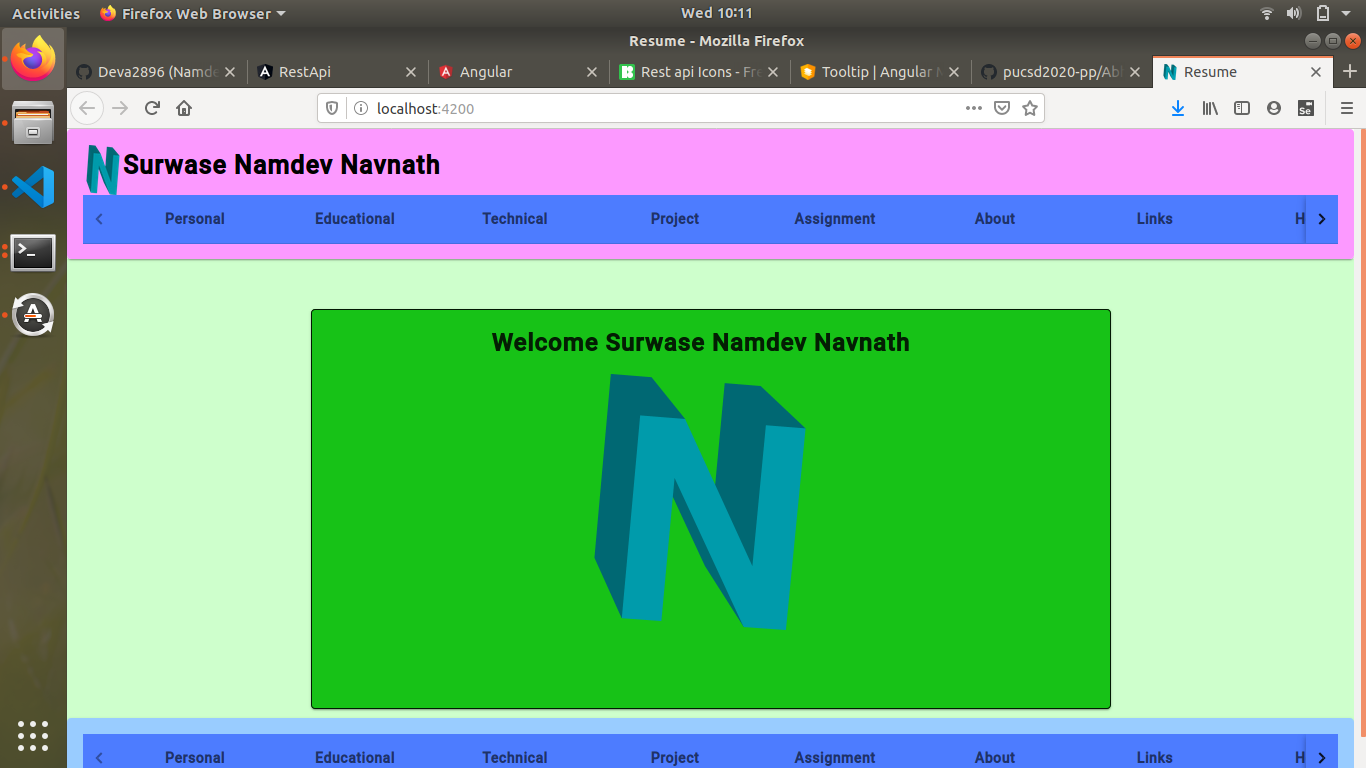 Activities Firefox Web Browser Wed 10:11
Resume - Mozilla Firefox
Deva2896 (Namde RestApi Angular Rest api Icons - Fre Tooltip | Angular M pucsd2020-pp/Ab Resume
localhost:4200 Se
N Surwase Namdev Navnath
Personal Educational Technical Project Assignment About Links H
Welcome Surwase Namdev Navnath
N
Personal Educational Technical Project Assignment About Links H